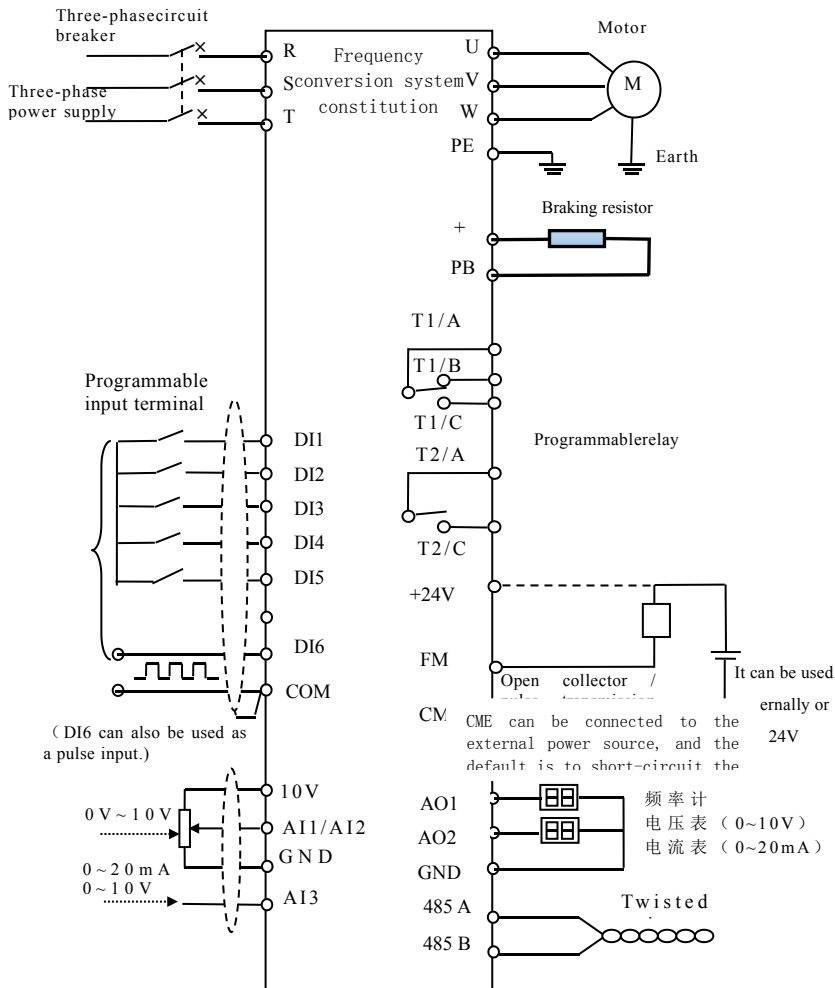 Three-phasecircuit
breaker
Three-phase
power supply
R
S
T
Frequency
conversion system
constitution
U
V
W
PE
Motor
M
Earth
Braking resistor
+
PB
T1/A
T1/B
T1/C
T2/A
T2/C
Programmablerelay
Programmable
input terminal
DI1
DI2
DI3
DI4
DI5
DI6
COM
( DI6 can also be used as
a pulse input.)
+24V
FM
Open collector /
CM
CME can be connected to the
external power source, and the
default is to short-circuit the
It can be used
ernally or
24V
0V~10V
0~20mA
0~10V
10V
AI1/AI2
GND
AI3
AO1
AO2
GND
频率计
电压表（0~10V）
电流表（0~20mA）
485 A
485 B
Twisted